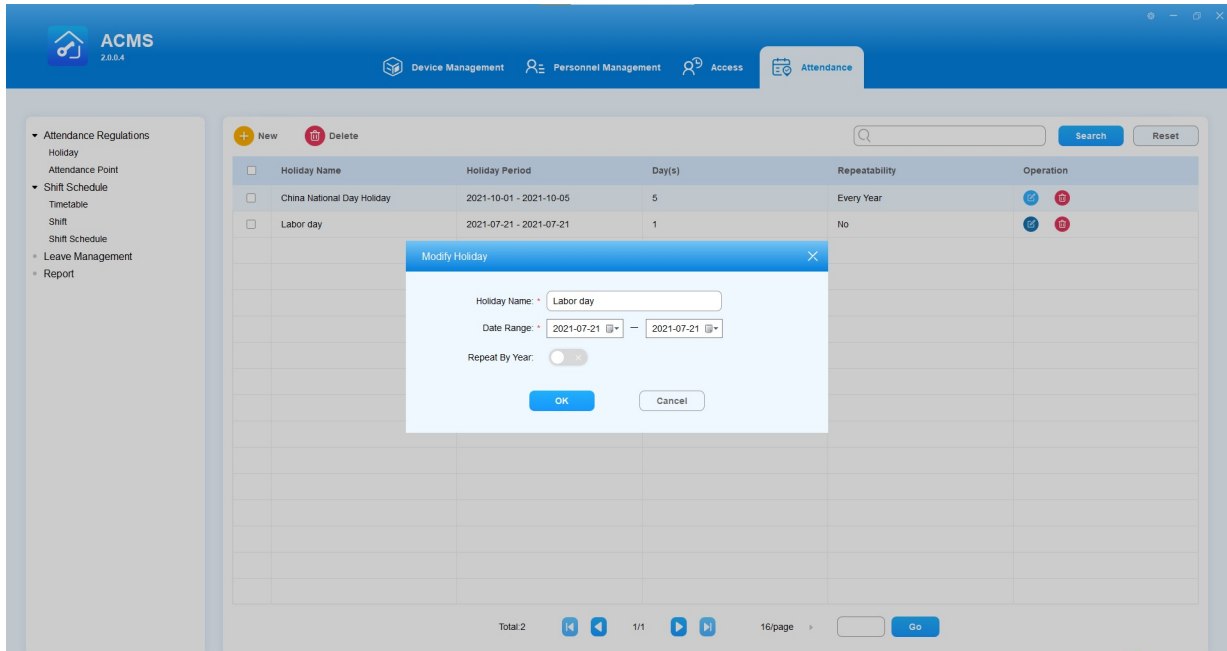 ACMS
2.0.0.4
Device Management Personnel Management Access Attendance
Attendance Regulations
Holiday
Attendance Point
Shift Schedule
Timetable
Shift
Shift Schedule
Leave Management
Report
New Delete Search Reset
Holiday Name Holiday Period Day(s) Repeatability Operation
China National Day Holiday 2021-10-01 - 2021-10-05 5 Every Year
Labor day 2021-07-21 - 2021-07-21 1 No
Modify Holiday
Holiday Name: * Labor day
Date Range: * 2021-07-21 — 2021-07-21
Repeat By Year:
OK Cancel
Total:2 1/1 16/page Go